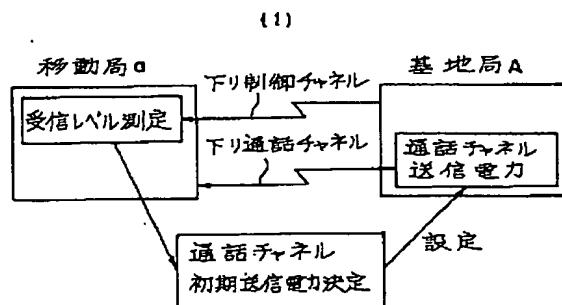 (1)
移動局a
下り制御チャネル
基地局A
受信レベル測定
下り通話チャネル
通話チャネル
送信電力
設定
通話チャネル
初期送信電力決定